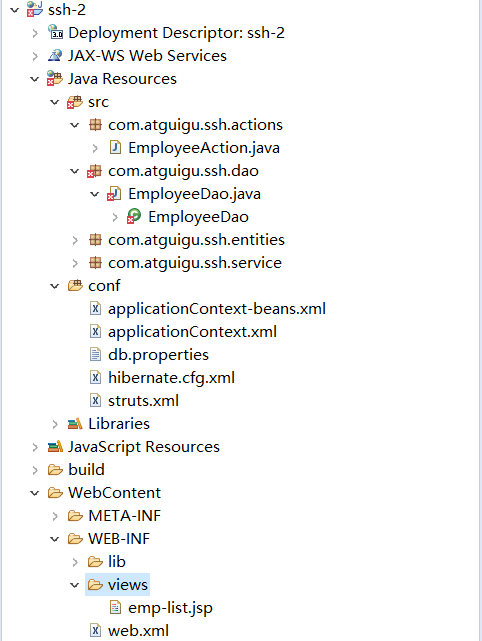 ssh-2
Deployment Descriptor: ssh-2
JAX-WS Web Services
Java Resources
src
com.atguigu.ssh.actions
EmployeeAction.java
com.atguigu.ssh.dao
EmployeeDao.java
EmployeeDao
com.atguigu.ssh.entities
com.atguigu.ssh.service
conf
applicationContext-beans.xml
applicationContext.xml
db.properties
hibernate.cfg.xml
struts.xml
Libraries
JavaScript Resources
build
WebContent
META-INF
WEB-INF
lib
views
emp-list.jsp
web.xml